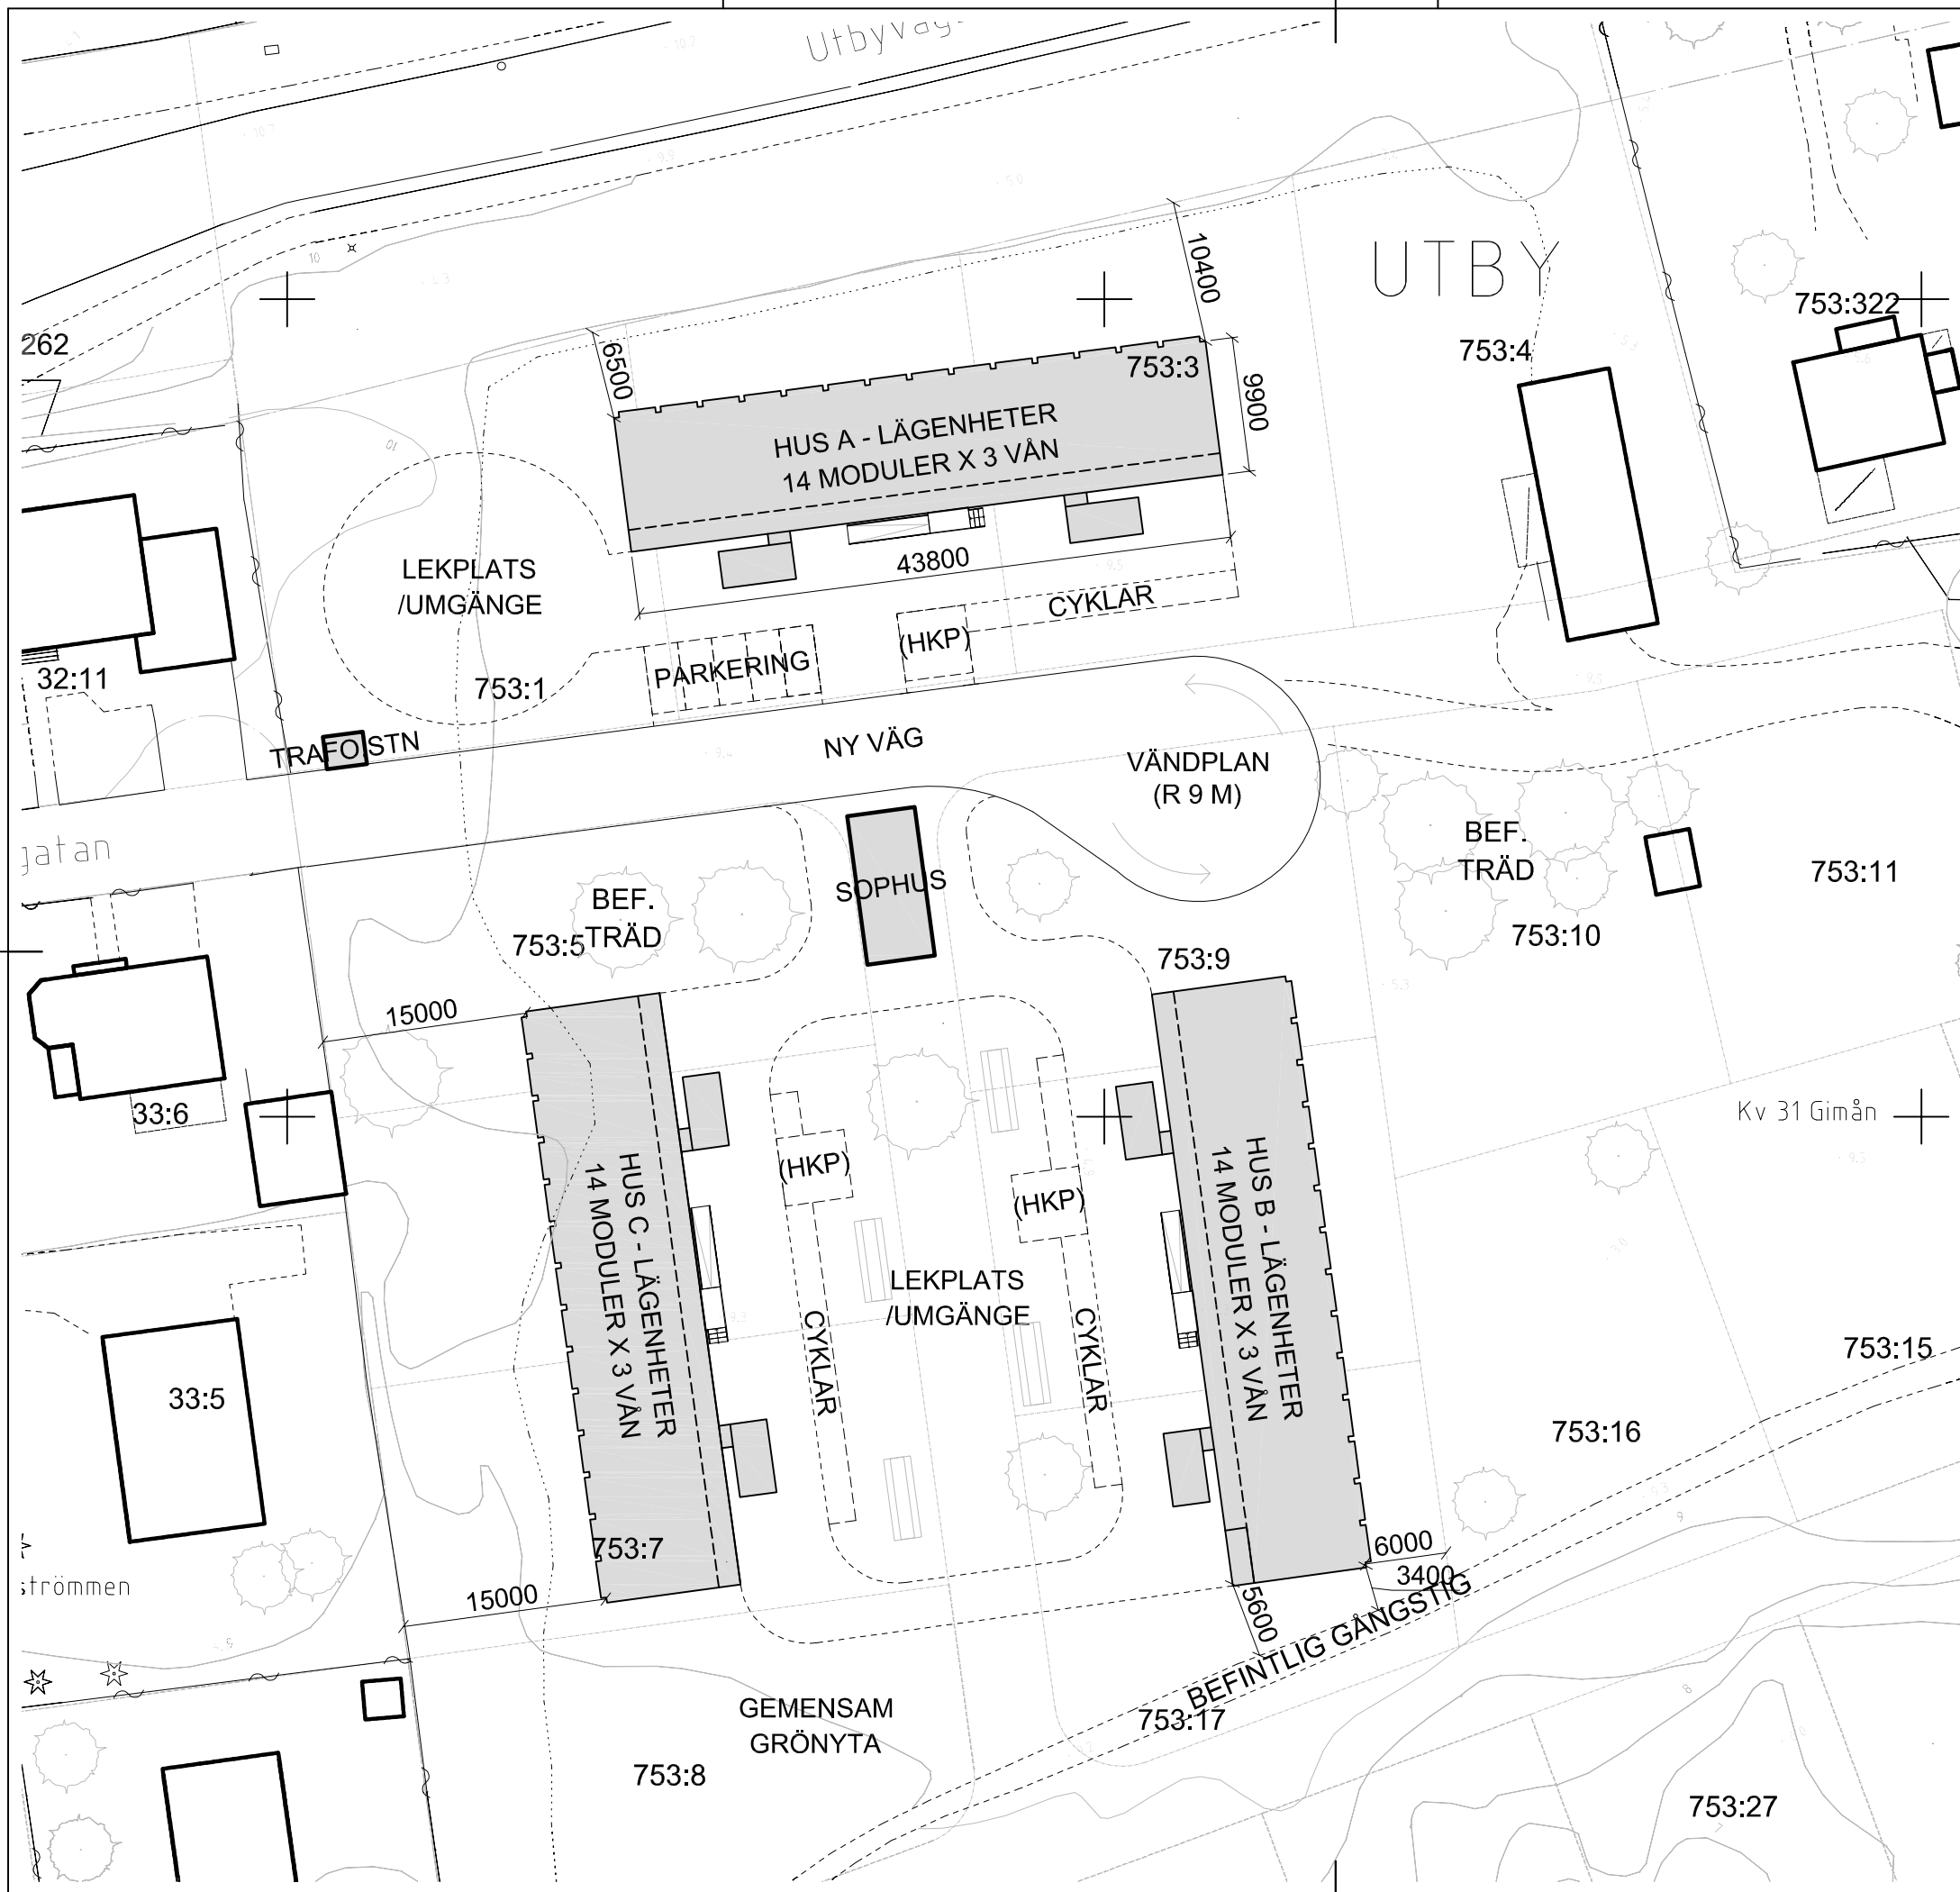 Utbyväg
UTBY
10400
753:322
262
753:4
6500
753:3
9900
HUS A - LÄGENHETER
14 MODULER X 3 VÅN
43800
LEKPLATS
/UMGÄNGE
CYKLAR
(HKP)
PARKERING
32:11
753:1
TRAFO STN
NY VÄG
VÄNDPLAN
(R 9 M)
gatan
BEF.
TRÄD
753:11
SOPHUS
BEF.
TRÄD
753:5
753:10
753:9
15000
33:6
Kv 31 Gimån
(HKP)
(HKP)
HUS C - LÄGENHETER
14 MODULER X 3 VÅN
HUS B - LÄGENHETER
14 MODULER X 3 VÅN
LEKPLATS
/UMGÄNGE
CYKLAR
CYKLAR
753:15
33:5
753:16
753:7
6000
3400
strömmen
15000
5600
BEFINTLIG GÅNGSTIG
GEMENSAM
GRÖNYTA
753:17
753:8
753:27